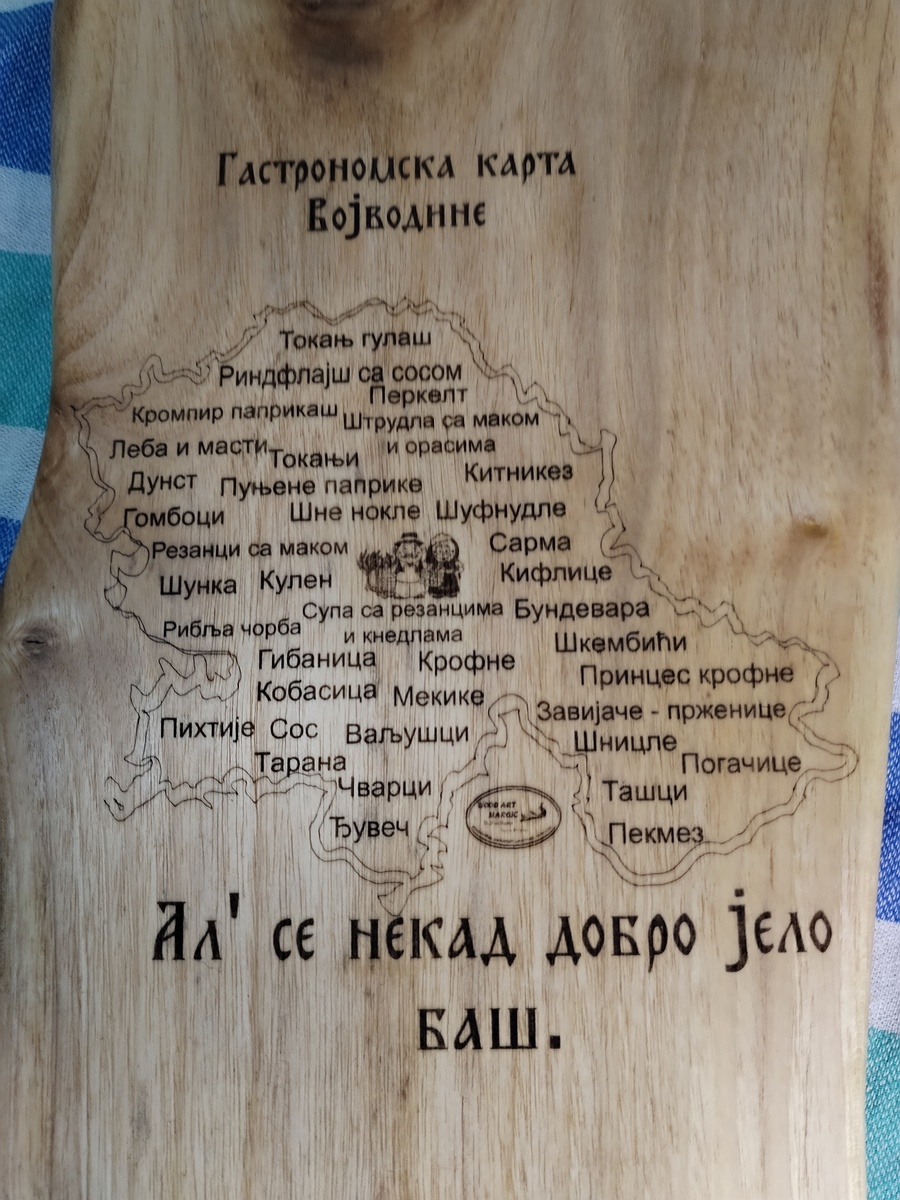 Гастрономска карта
Војводине
Токањ гулаш
Риндфлајш са сосом
Перкелт
Кромпир паприкаш
Штрудла са маком
и орасима
Леба и масти
Токањи
Китникез
Дунст
Пуњене паприке
Гомбоци
Шне нокле
Шуфнудле
Резанци са маком
Сарма
Шунка
Кулен
Кифлице
Супа са резанцима
и кнедлама
Бундевара
Рибља чорба
Шкембићи
Гибаница
Крофне
Принцес крофне
Кобасица
Мекике
Завијаче - прженице
Пихтије
Сос
Ваљушци
Шницле
Тарана
Погачице
Чварци
Ташци
Ђувеч
WOOD ART
Пекмез
Ал' се некад добро јело
баш.